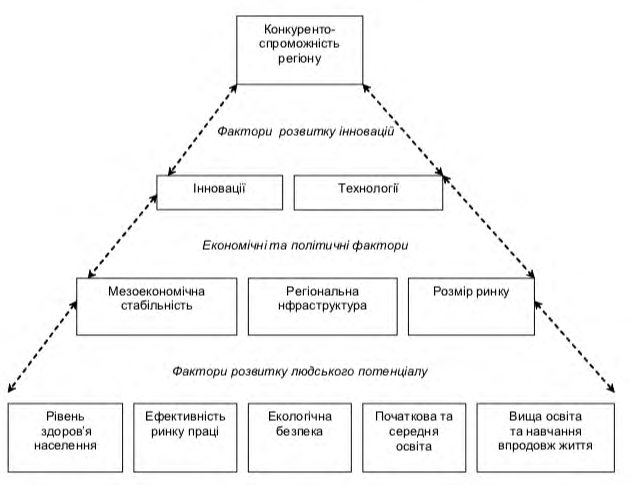 Конкуренто-
спроможність
регіону
Фактори розвитку інновацій
Інновації
Технології
Економічні та політичні фактори
Мезоекономічна
стабільність
Регіональна
нфраструктура
Розмір ринку
Фактори розвитку людського потенціалу
Рівень
здоров'я
населення
Ефективність
ринку праці
Екологічна
безпека
Початкова та
середня
освіта
Вища освіта
та навчання
впродовж життя